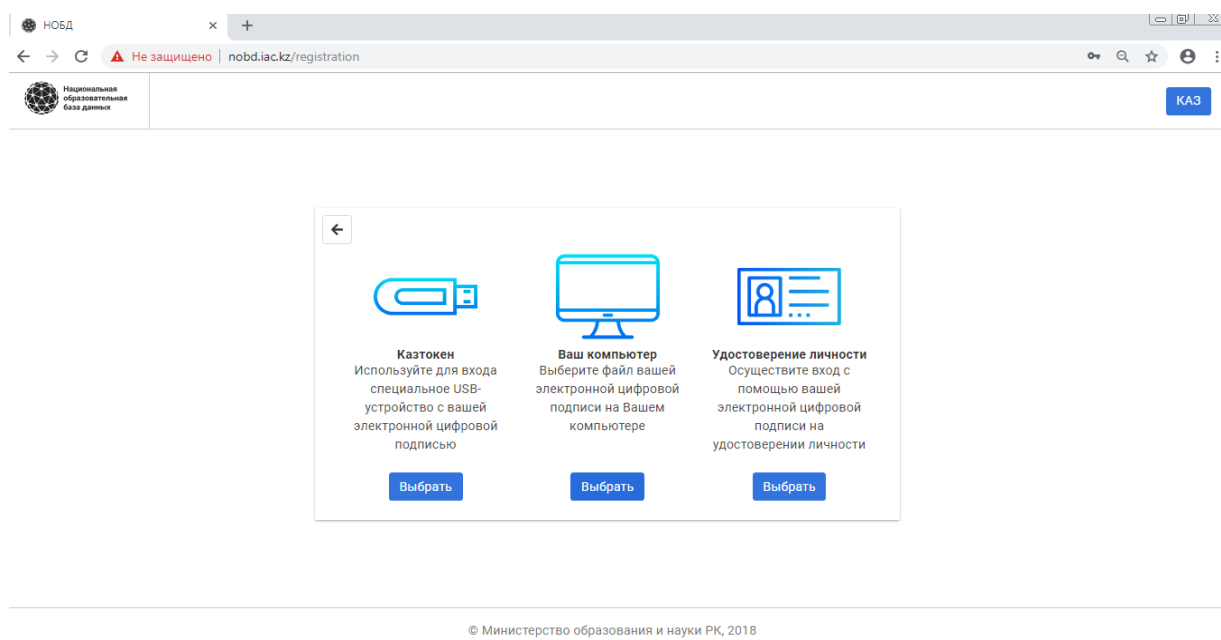 НОБД
Не защищено | nobd.iac.kz/registration
Национальная
образовательная
база данных
КАЗ
Казтокен
Используйте для входа
специальное USB-
устройство с вашей
электронной цифровой
подписью
Выбрать
Ваш компьютер
Выберите файл вашей
электронной цифровой
подписи на Вашем
компьютере
Выбрать
Удостоверение личности
Осуществите вход с
помощью вашей
электронной цифровой
подписи на
удостоверении личности
Выбрать
© Министерство образования и науки РК, 2018